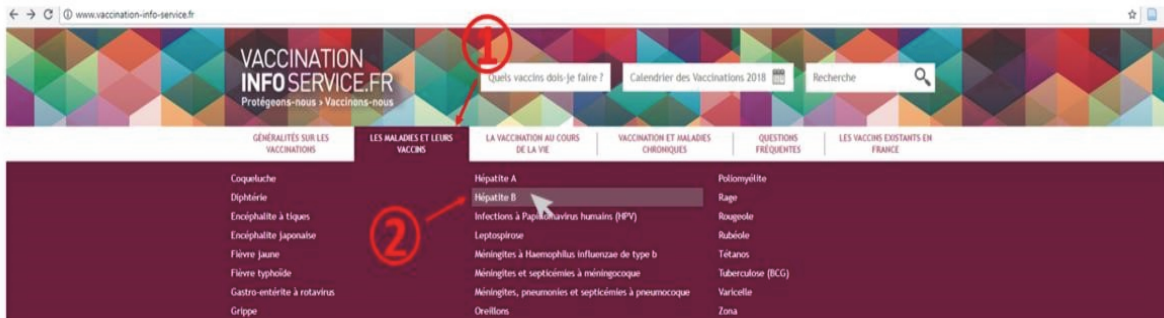 www.vaccination-info-service.fr
1
VACCINATION
INFO SERVICE.FR
Protégeons-nous > Vaccinons-nous
Quels vaccins dois-je faire ?
Calendrier des Vaccinations 2018
Recherche
GÉNÉRALITÉS SUR LES
VACCINATIONS
LES MALADIES ET LEURS
VACCINS
LA VACCINATION AU COURS
DE LA VIE
VACCINATION ET MALADIES
CHRONIQUES
QUESTIONS
FRÉQUENTES
LES VACCINS EXISTANTS EN
FRANCE
Coqueluche
Diphtérie
Encéphalite à tiques
Encéphalite japonaise
Fièvre jaune
Fièvre typhoïde
Gastro-entérite à rotavirus
Grippe
2
Hépatite A
Hépatite B
Infections à Papillomavirus humains (HPV)
Leptospirose
Méningites à Haemophilus influenzae de type b
Méningites et septicémies à méningocoque
Méningites, pneumonies et septicémies à pneumocoque
Oreillons
Poliomyélite
Rage
Rougeole
Rubéole
Tétanos
Tuberculose (BCG)
Varicelle
Zona